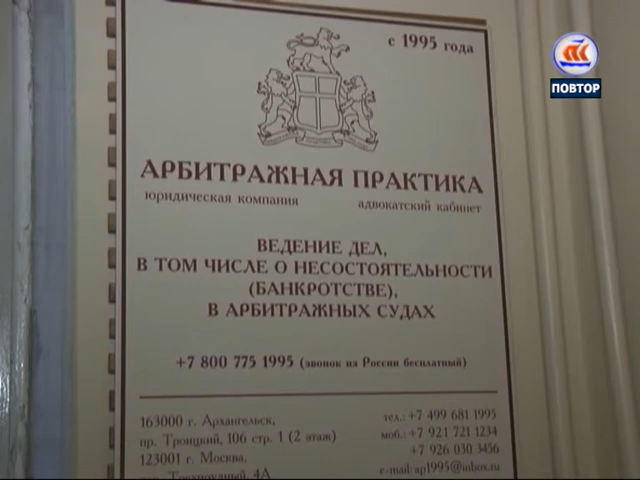 с 1995 года
ПОВТОР
АРБИТРАЖНАЯ ПРАКТИКА
юридическая компания адвокатский кабинет
ВЕДЕНИЕ ДЕЛ,
В ТОМ ЧИСЛЕ О НЕСОСТОЯТЕЛЬНОСТИ
(БАНКРОТСТВЕ),
В АРБИТРАЖНЫХ СУДАХ
+7 800 775 1995 (звонок из России бесплатный)
163000 г. Архангельск, тел.: +7 499 681 1995
пр. Троицкий, 106 стр. 1 (2 этаж) моб.: +7 921 721 1234
123001 г. Москва, +7 926 030 3456
4А e-mail: ap1995@inbox.ru